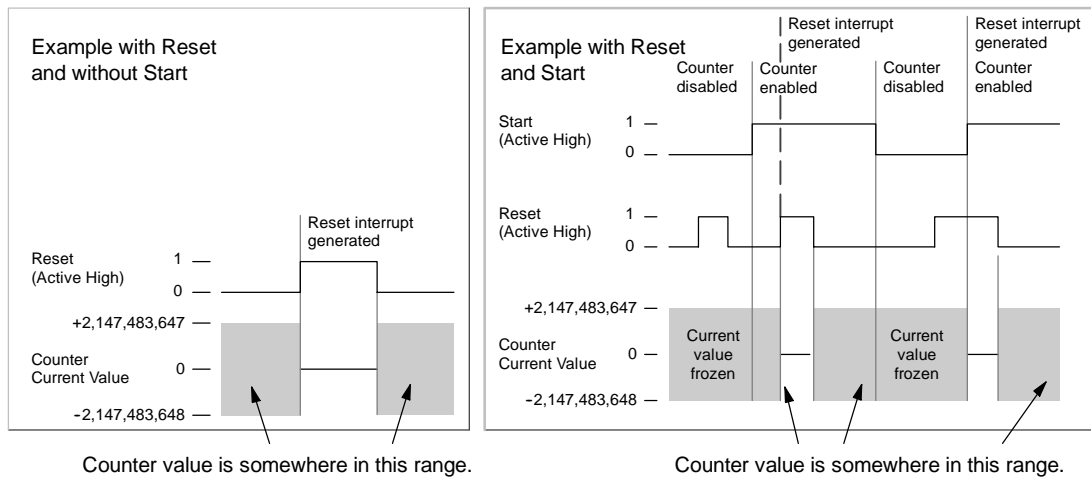 Example with Reset
and without Start
Reset interrupt
generated
Reset
(Active High)
1
0
+2,147,483,647
Counter
Current Value
0
-2,147,483,648
Counter value is somewhere in this range.
Example with Reset
and Start
Reset interrupt
generated
Reset interrupt
generated
Counter
disabled
Counter
enabled
Counter
disabled
Counter
enabled
Start
(Active High)
1
0
Reset
(Active High)
1
0
+2,147,483,647
Counter
Current Value
0
-2,147,483,648
Current
value
frozen
Current
value
frozen
Counter value is somewhere in this range.